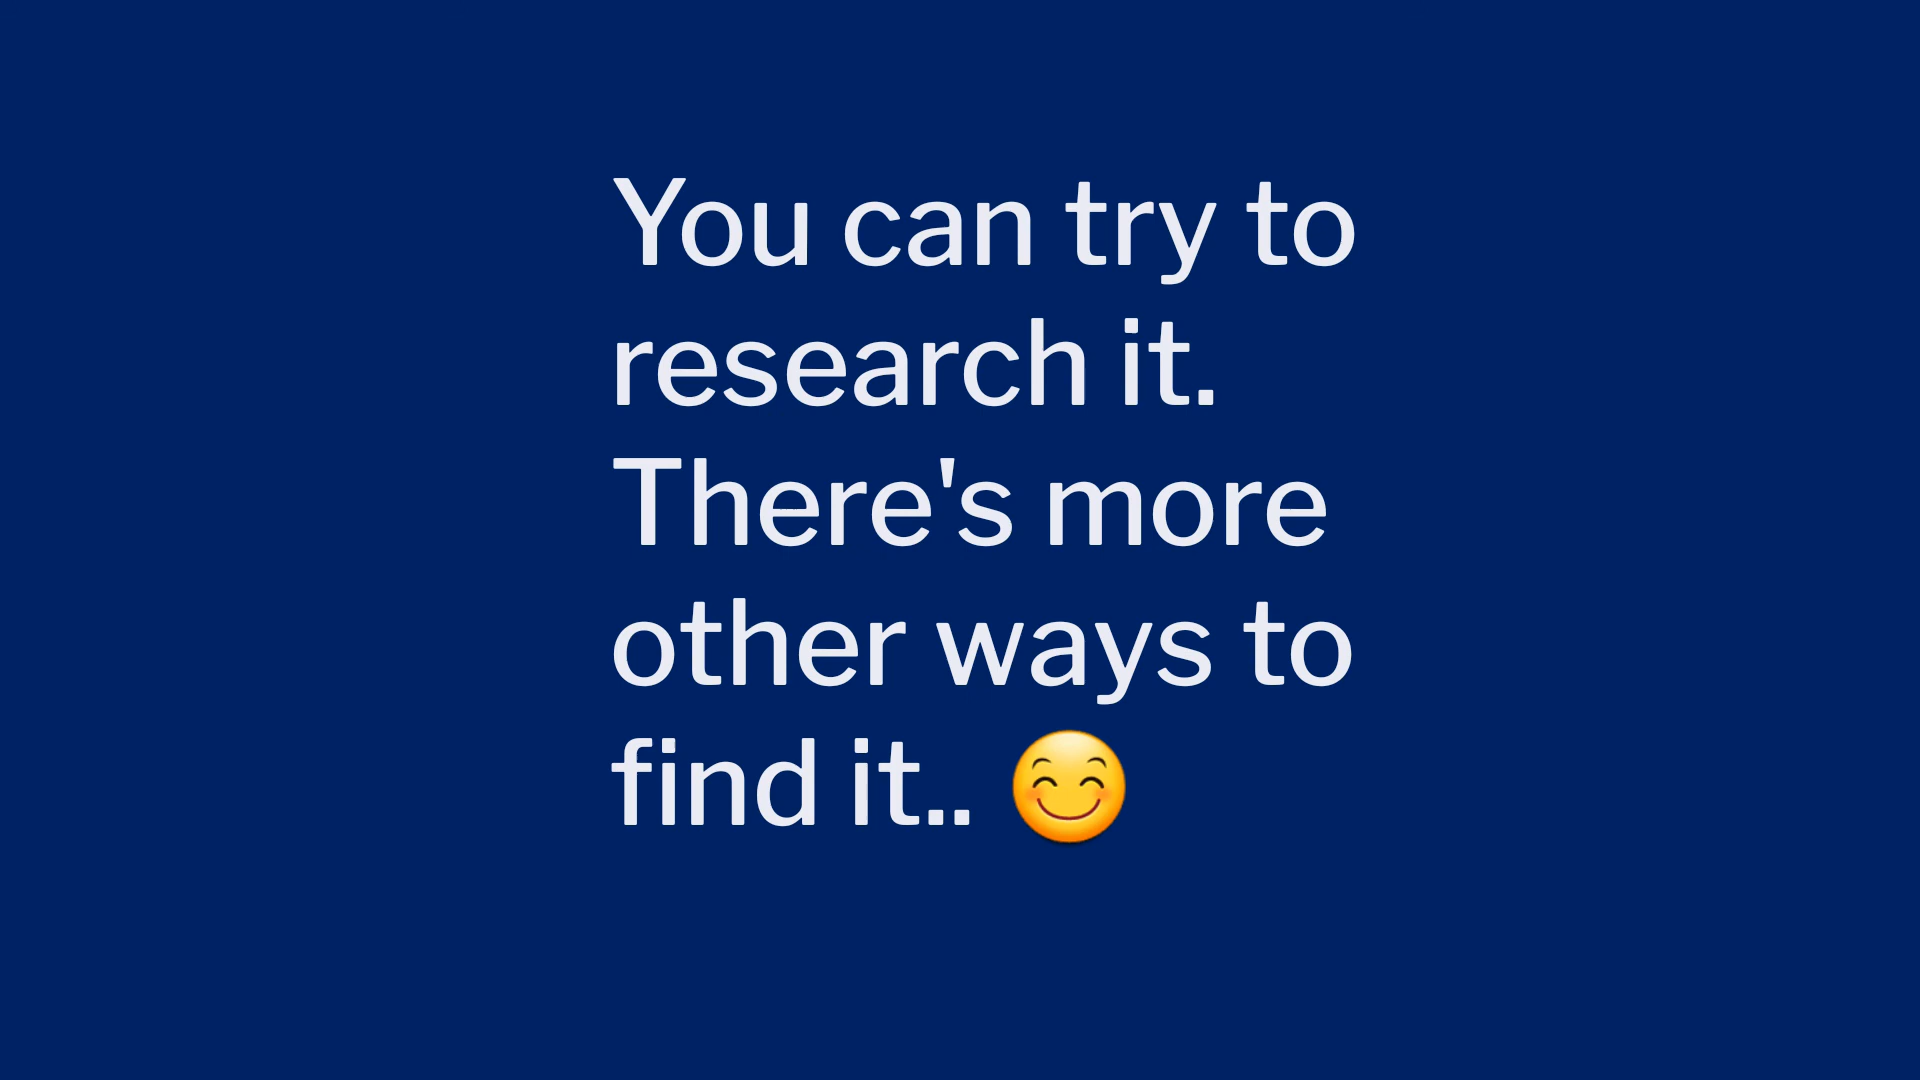 You can try to
research it.
There's more
other ways to
find it.. 😊